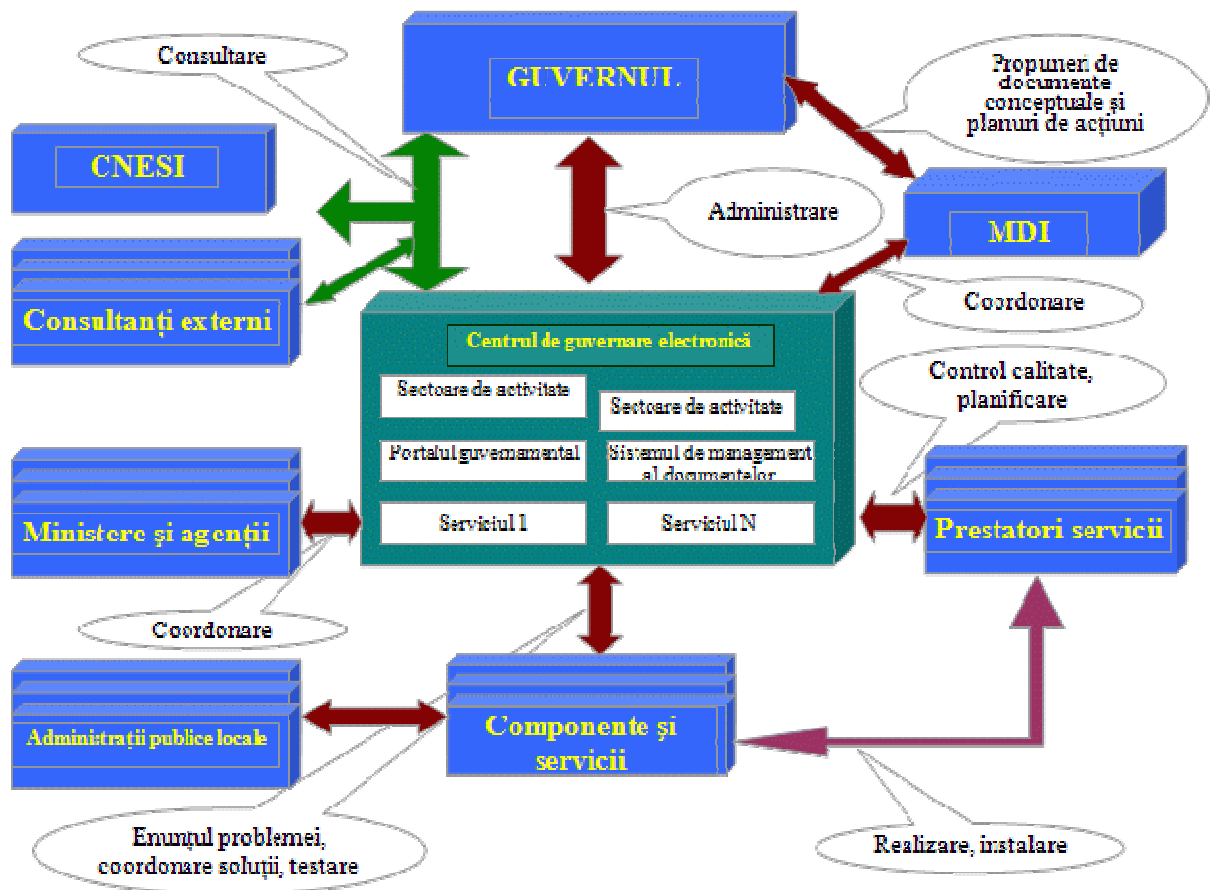 Consultare
GUVERNUL
Propuneri de
documente
conceptuale și
planuri de acțiuni
CNESI
Administrare
MDI
Consultanți externi
Coordonare
Centrul de guvernare electronică
Control calitate,
planificare
Sectoare de activitate
Sectoare de activitate
Portalul guvernamental
Sistemul de management
al documentelor
Serviciul 1
Serviciul N
Ministere și agenții
Prestatori servicii
Coordonare
Administrații publice locale
Componente și
servicii
Enunțul problemei,
coordonare soluții, testare
Realizare, instalare